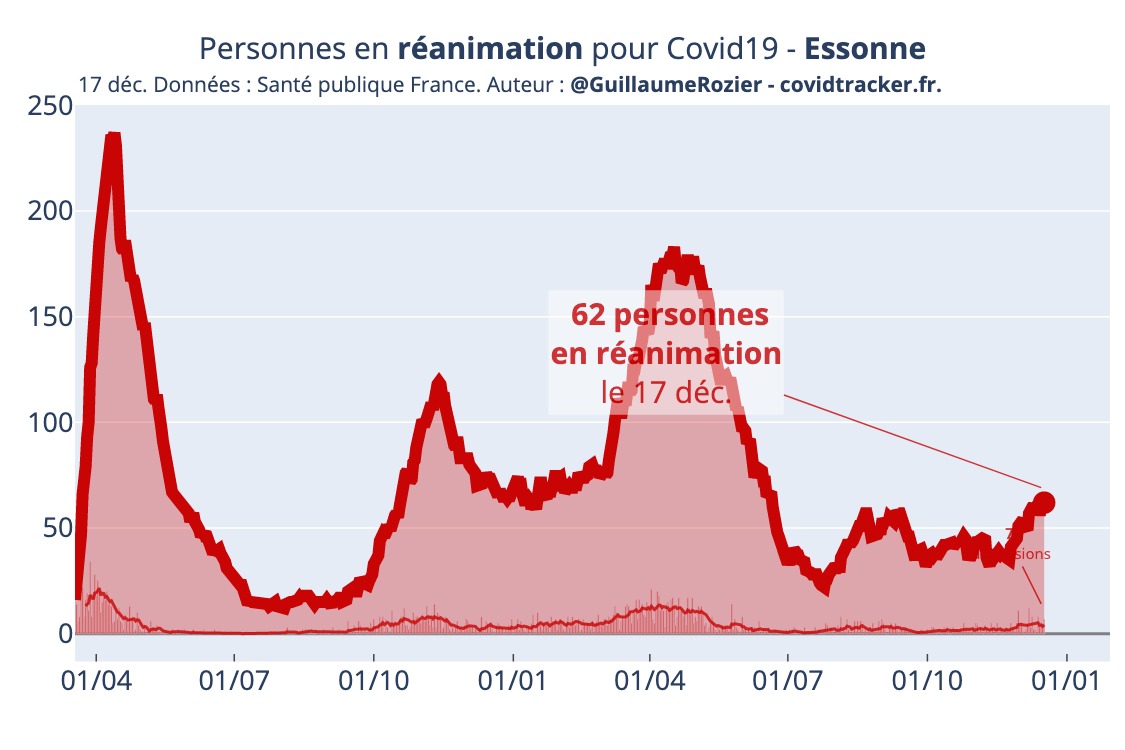 Personnes en réanimation pour Covid19 - Essonne
17 déc. Données : Santé publique France. Auteur : @GuillaumeRozier - covidtracker.fr.
250
200
150
100
50
0
62 personnes
en réanimation
le 17 déc.
01/04
01/07
01/10
01/01
01/04
01/07
01/10
01/01